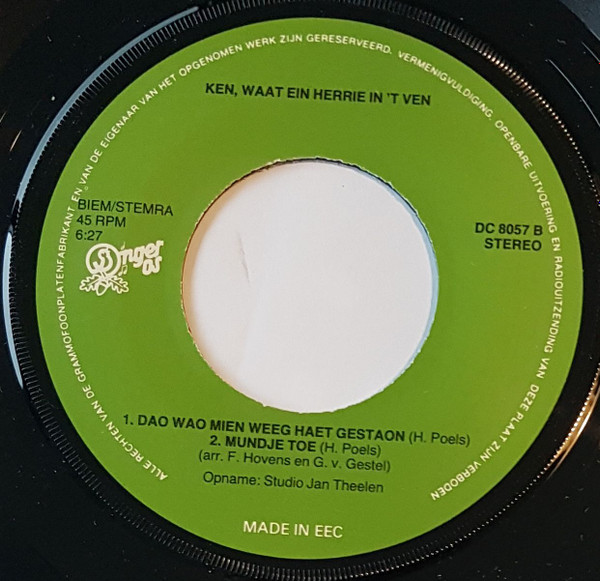 ALLE RECHTEN VAN DE GRAMMOFOONPLATENFABRIKANT EN VAN DE EIGENAAR VAN HET OPGENOMEN WERK ZIJN GERESERVEERD. VERMENIGVULDIGING, OPENBARE UITVOERING EN RADIOUITZENDING VAN DEZE PLAAT ZIJN VERBODEN
KEN, WAAT EIN HERRIE IN 'T VEN
BIEM/STEMRA
45 RPM
6:27
DC 8057 B
STEREO
1. DAO WAO MIEN WEEG HAET GESTAON (H. Poels)
2. MUNDJE TOE (H. Poels)
(arr. F. Hovens en G. v. Gestel)
Opname: Studio Jan Theelen
MADE IN EEC